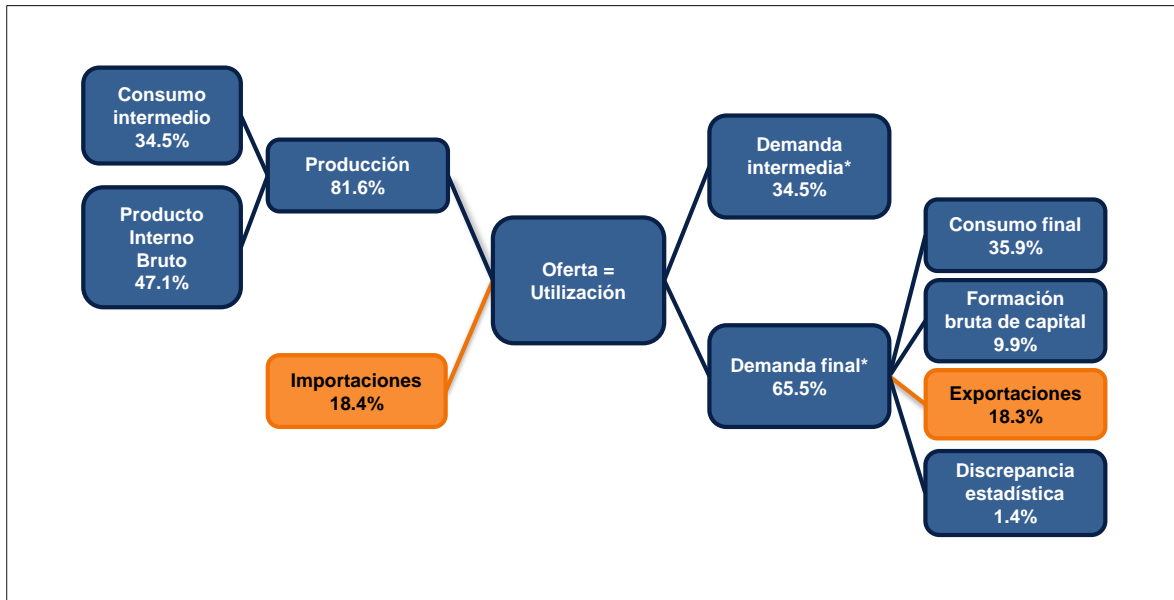 Consumo
intermedio
34.5%
Producto
Interno
Bruto
47.1%
Producción
81.6%
Importaciones
18.4%
Oferta =
Utilización
Demanda
intermedia*
34.5%
Demanda final*
65.5%
Consumo final
35.9%
Formación
bruta de capital
9.9%
Exportaciones
18.3%
Discrepancia
estadística
1.4%